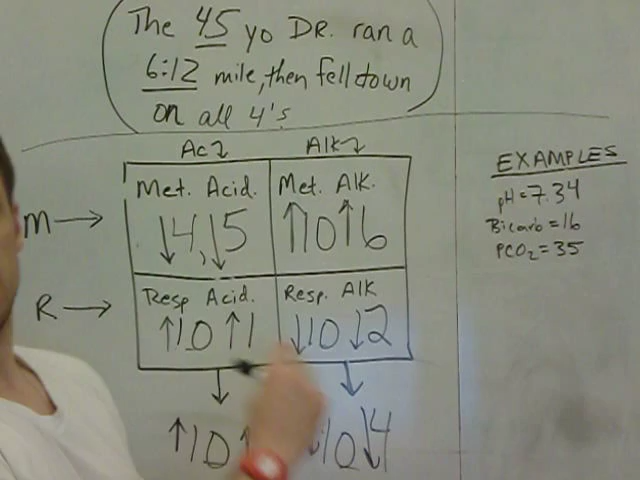 The 45 yo DR. ran a
6:12 mile, then fell down
on all 4's
Ac Alk
Met. Acid. Met. Alk.
M → ↓4, ↓5 ↑10 ↑6
Resp Acid. Resp. Alk
R → ↑10 ↑1 ↓10 ↓2
↑10 ↓10 ↓4
EXAMPLES
pH = 7.34
Bicarb = 16
PCO₂ = 35